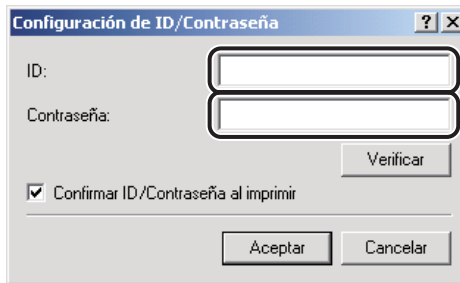 Configuración de ID/Contraseña
ID:
Contraseña:
Verificar
Confirmar ID/Contraseña al imprimir
Aceptar Cancelar